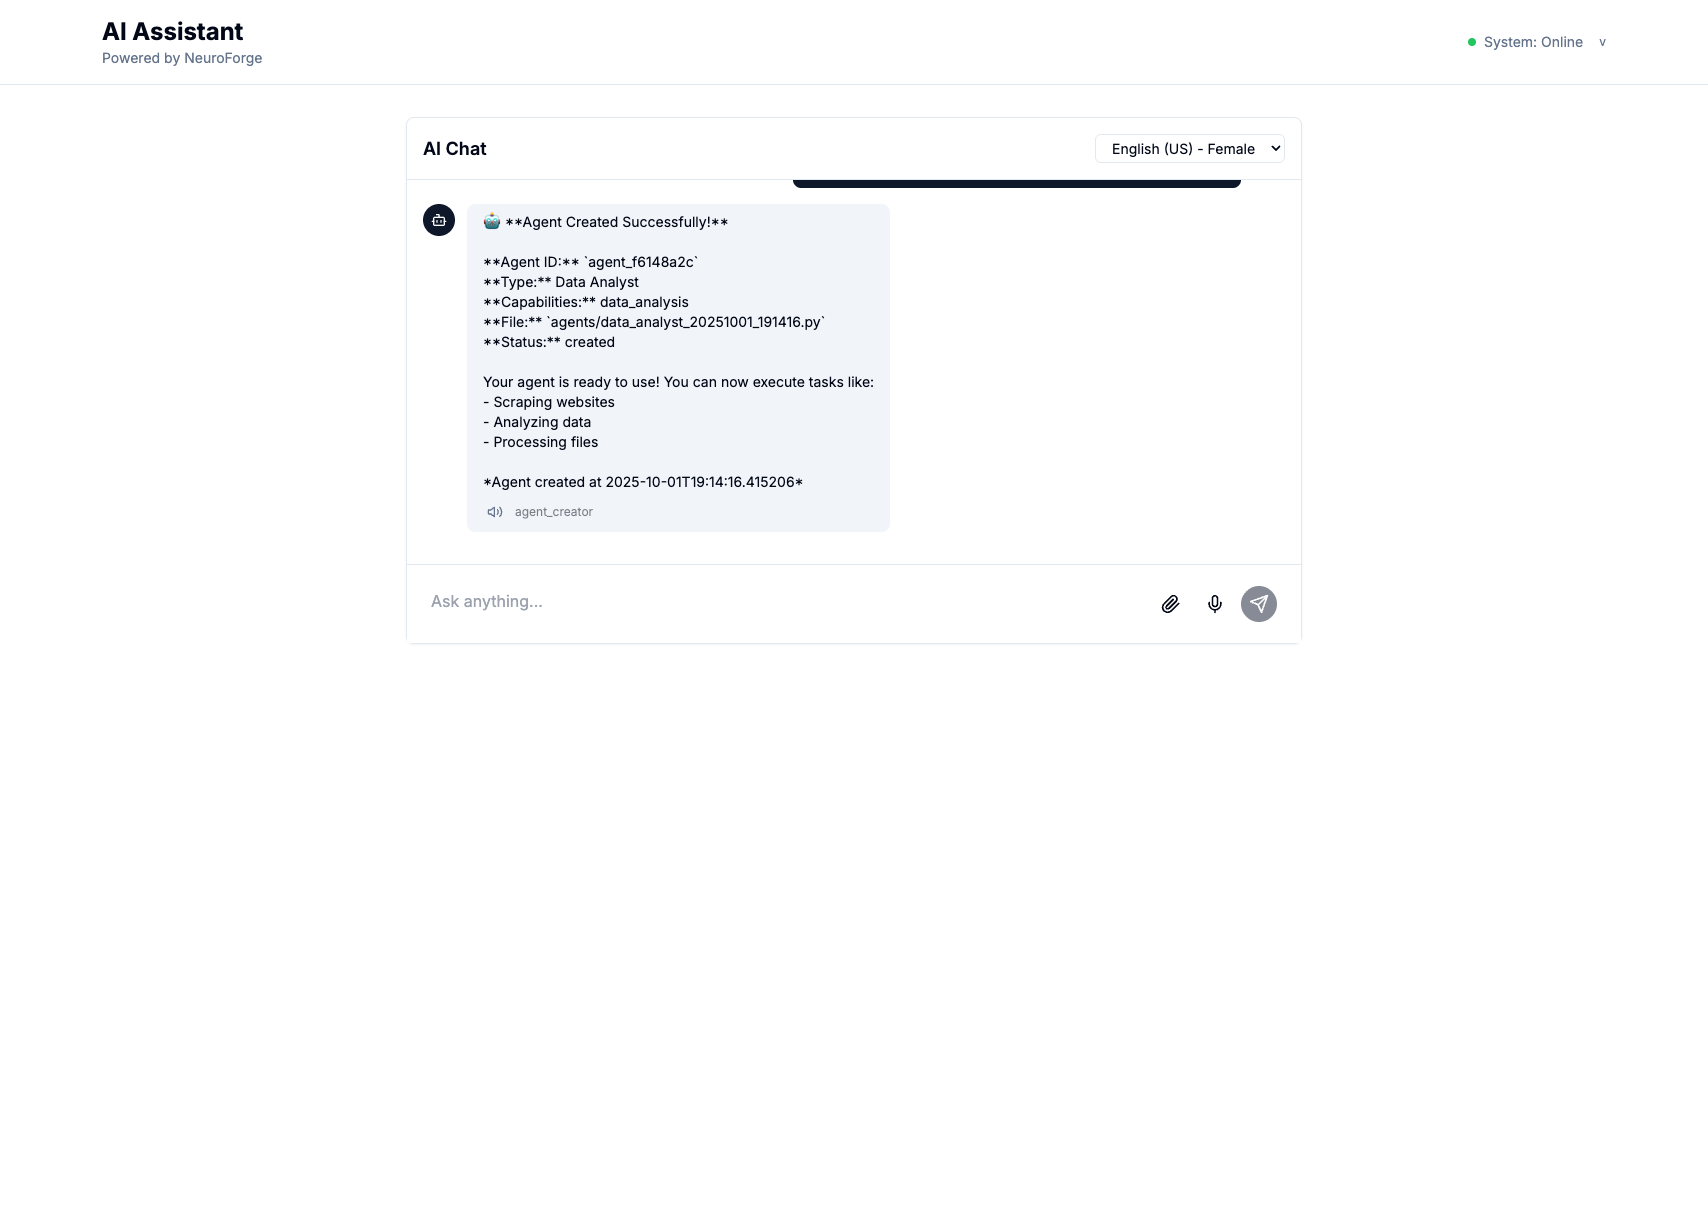 AI Assistant
Powered by NeuroForge
System: Online v
AI Chat
English (US) - Female
🤖 **Agent Created Successfully!**
**Agent ID:** `agent_f6148a2c`
**Type:** Data Analyst
**Capabilities:** data_analysis
**File:** `agents/data_analyst_20251001_191416.py`
**Status:** created
Your agent is ready to use! You can now execute tasks like:
- Scraping websites
- Analyzing data
- Processing files
*Agent created at 2025-10-01T19:14:16.415206*
agent_creator
Ask anything...